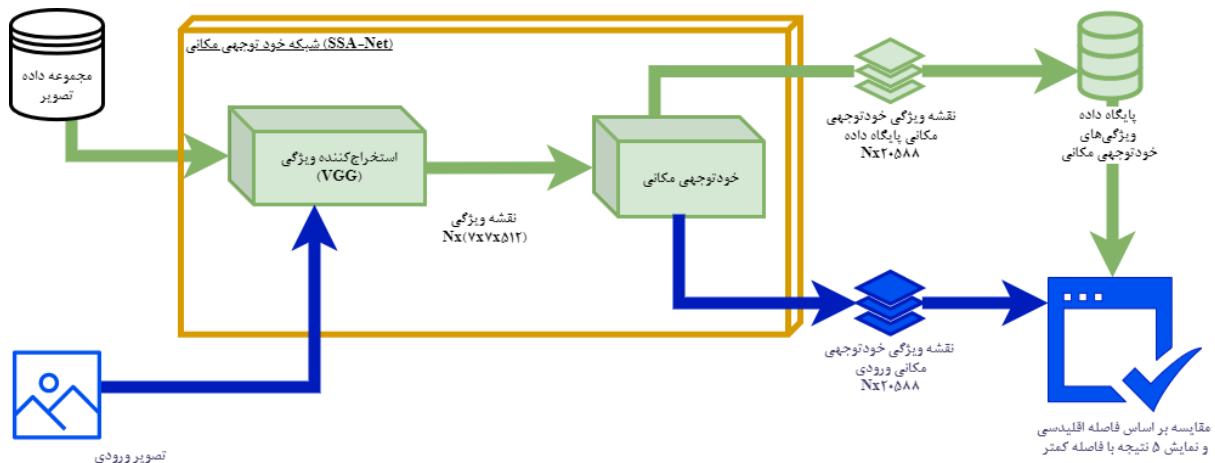 مجموعه داده
تصویر
شبکه خود توجهی مکانی (SSA-Net)
استخراج‌کننده ویژگی
(VGG)
نقشه ویژگی
Nx(۷x۷x۵۱۲)
خودتوجهی مکانی
نقشه ویژگی خودتوجهی
مکانی پایگاه داده
Nx۲۰۵۸۸
پایگاه داده
ویژگی‌های
خودتوجهی مکانی
نقشه ویژگی خودتوجهی
مکانی ورودی
Nx۲۰۵۸۸
مقایسه بر اساس فاصله اقلیدسی
و نمایش ۵ نتیجه با فاصله کمتر
تصویر ورودی